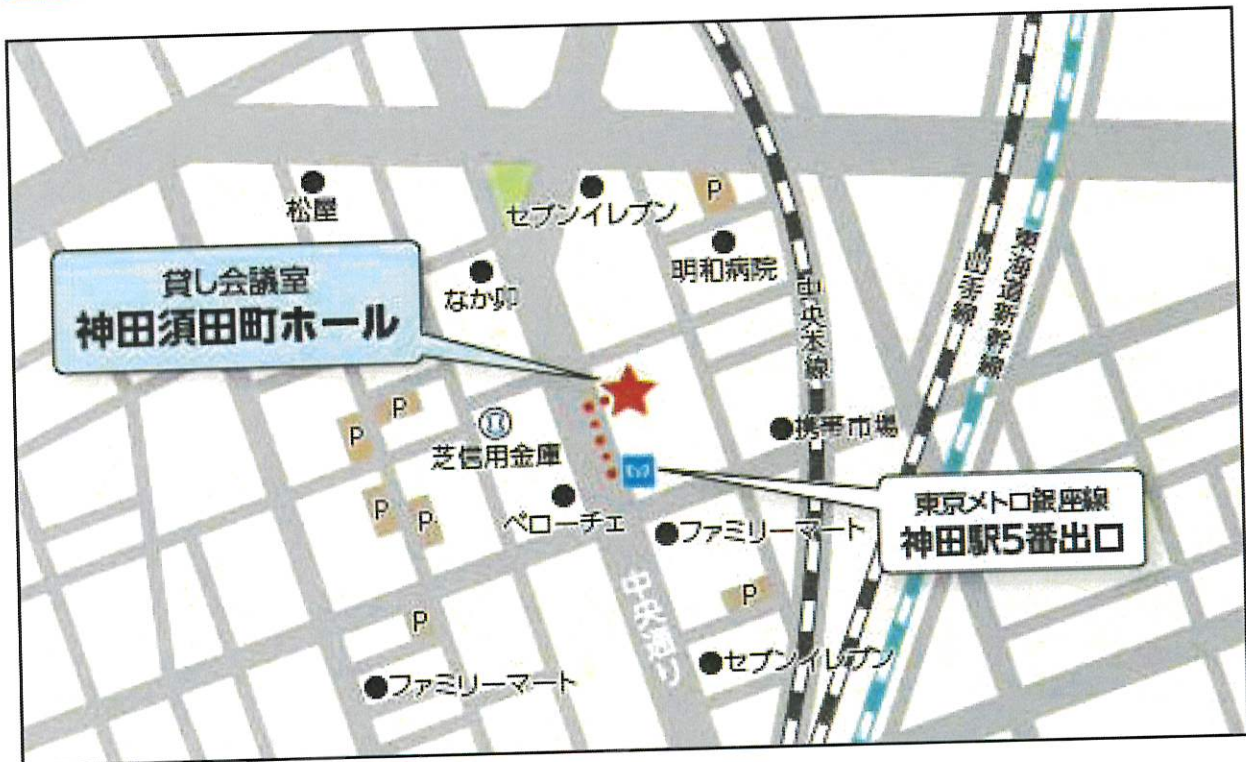 松屋
セブンイレブン
P
明和病院
貸し会議室
神田須田町ホール
なか卯
中央本線
山手線
東海道新幹線
P
P
芝信用金庫
携帯市場
P
P
ベローチェ
ファミリーマート
東京メトロ銀座線
神田駅5番出口
中央通り
P
P
セブンイレブン
ファミリーマート